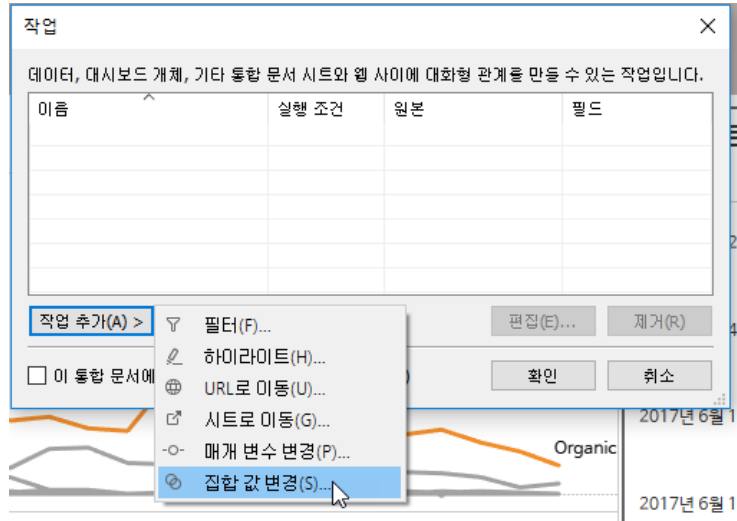 작업
데이터, 대시보드 개체, 기타 통합 문서 시트와 웹 사이에 대화형 관계을 만들 수 있는 작업입니다.
이름 실행 조건 원본 필드
작업 추가(A) > 편집(E)... 제거(R)
필터(F)...
하이라이트(H)...
URL로 이동(U)...
시트로 이동(G)...
매개 변수 변경(P)...
집합 값 변경(S)...
이 통합 문서에
확인 취소
2017년 6월 1
Organic
2017년 6월 1